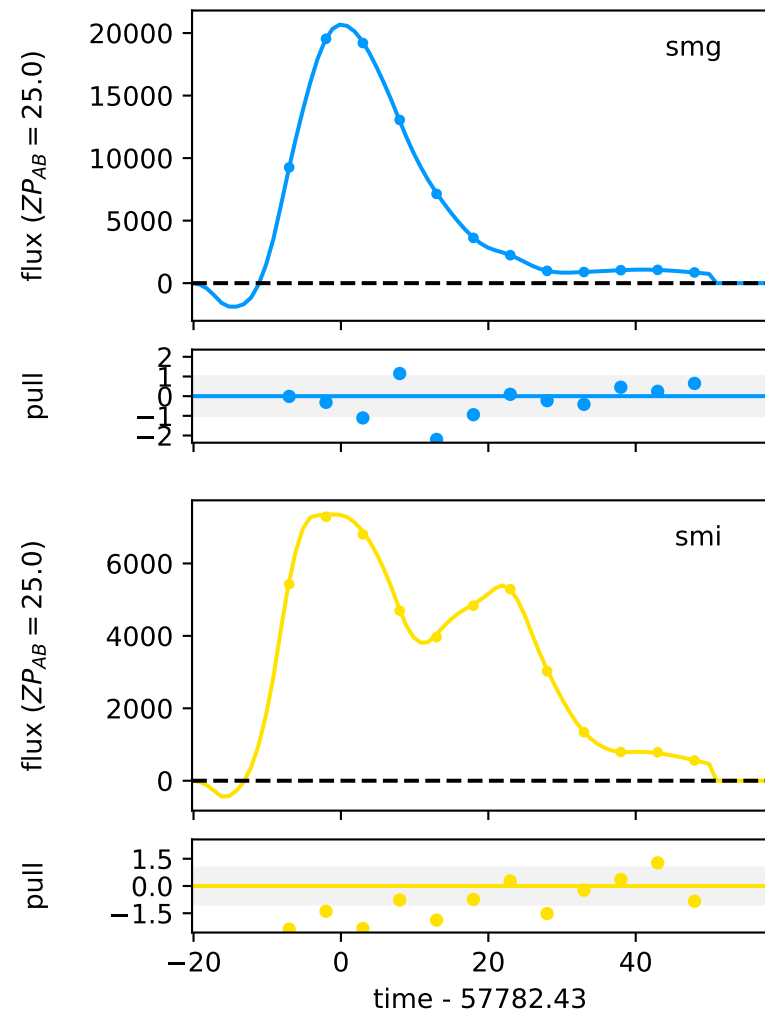 smg
flux (ZP_AB = 25.0)
20000
15000
10000
5000
0
pull
2
1
0
−1
−2
smi
flux (ZP_AB = 25.0)
6000
4000
2000
0
pull
1.5
0.0
−1.5
−20 0 20 40
time - 57782.43